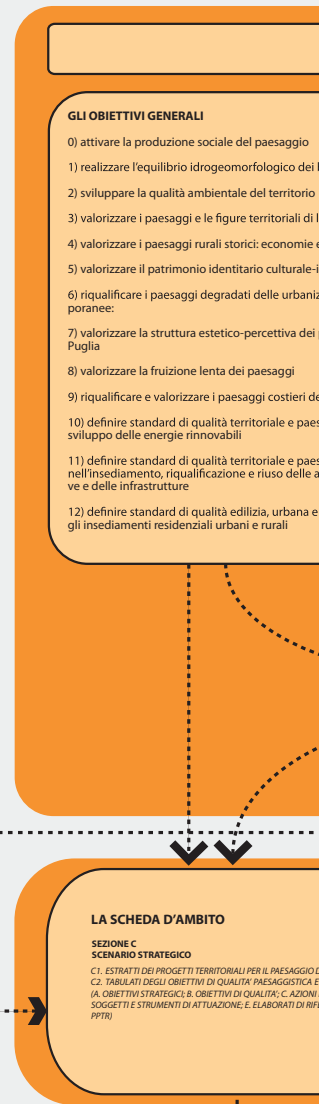 GLI OBIETTIVI GENERALI
0) attivare la produzione sociale del paesaggio
1) realizzare l'equilibrio idrogeomorfologico dei
2) sviluppare la qualità ambientale del territorio
3) valorizzare i paesaggi e le figure territoriali di
4) valorizzare i paesaggi rurali storici: economie
5) valorizzare il patrimonio identitario culturale-i
6) riqualificare i paesaggi degradati delle urbaniz
poranee:
7) valorizzare la struttura estetico-percettiva dei
Puglia
8) valorizzare la fruizione lenta dei paesaggi
9) riqualificare e valorizzare i paesaggi costieri de
10) definire standard di qualità territoriale e paes
sviluppo delle energie rinnovabili
11) definire standard di qualità territoriale e paes
nell'insediamento, riqualificazione e riuso delle a
ve e delle infrastrutture
12) definire standard di qualità edilizia, urbana e
gli insediamenti residenziali urbani e rurali
LA SCHEDA D'AMBITO
SEZIONE C
SCENARIO STRATEGICO
C1. ESTRATTI DEI PROGETTI TERRITORIALI PER IL PAESAGGIO D
C2. TABULATI DEGLI OBIETTIVI DI QUALITA' PAESAGGISTICA E
(A. OBIETTIVI STRATEGICI; B. OBIETTIVI DI QUALITA'; C. AZIONI
SOGGETTI E STRUMENTI DI ATTUAZIONE; E. ELABORATI DI RIF
PPTR)